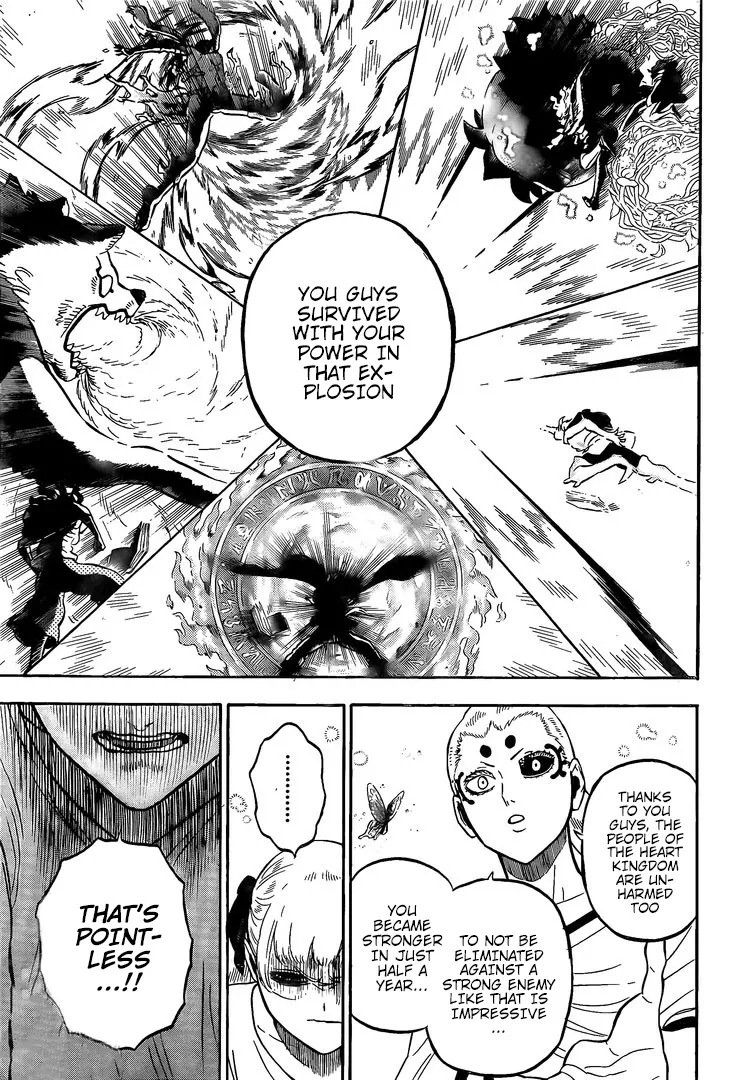 YOU GUYS
SURVIVED
WITH YOUR
POWER IN
THAT EX-
PLOSION
THANKS
TO YOU
GUYS, THE
PEOPLE OF
THE HEART
KINGDOM
ARE UN-
HARMED
TOO
TO NOT BE
ELIMINATED
AGAINST A
STRONG ENEMY
LIKE THAT IS
IMPRESSIVE
...
YOU
BECAME
STRONGER
IN JUST
HALF A
YEAR...
.........
THAT'S
POINT-
LESS
...!!